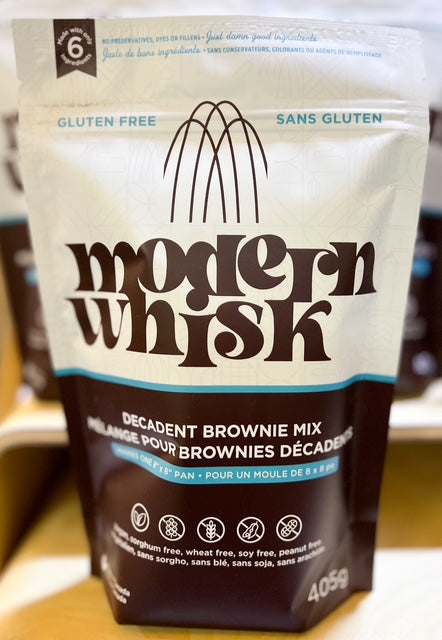 Made with only
6
ingredients
NO PRESERVATIVES, DYES OR FILLERS • Just damn good ingredients
Juste de bons ingrédients • SANS CONSERVATEURS, COLORANTS OU AGENTS DE REMPLISSAGE
GLUTEN FREE SANS GLUTEN
modern
whisk
DECADENT BROWNIE MIX
MÉLANGE POUR BROWNIES DÉCADENTS
MAKES ONE 8"x 8" PAN • POUR UN MOULE DE 8 x 8 po
vegan, sorghum free, wheat free, soy free, peanut free
sans sorgho, sans blé, sans soja, sans arachide
405g